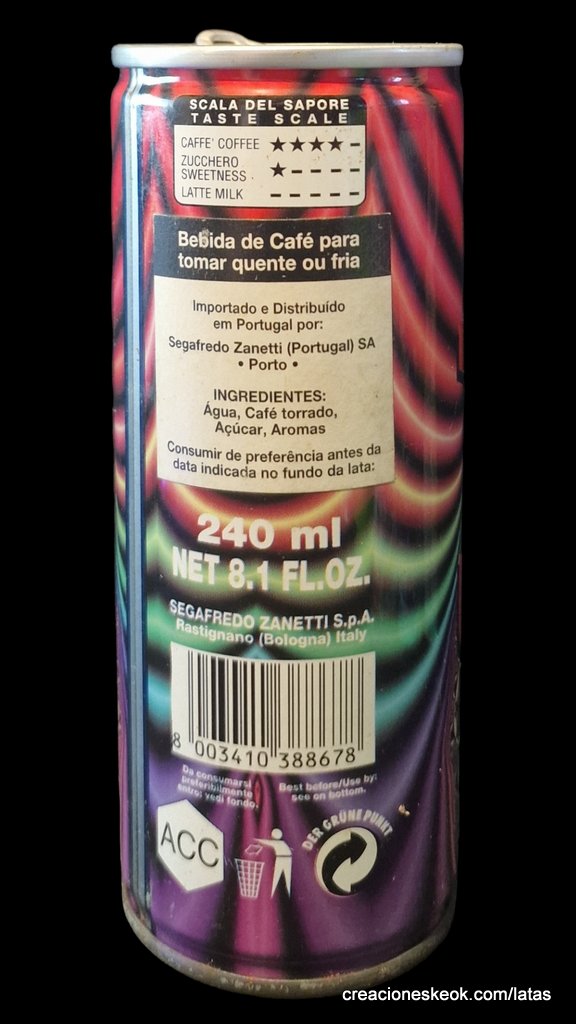 SCALA DEL SAPORE
TASTE SCALE
CAFFE' COFFEE ★★★★–
ZUCCHERO
SWEETNESS ★––––
LATTE MILK –––––
Bebida de Café para
tomar quente ou fria
Importado e Distribuído
em Portugal por:
Segafredo Zanetti (Portugal) SA
• Porto •
INGREDIENTES:
Água, Café torrado,
Açúcar, Aromas
Consumir de preferência antes da
data indicada no fundo da lata:
240 ml
NET 8.1 FL.OZ.
SEGAFREDO ZANETTI S.p.A.
Rastignano (Bologna) Italy
8 003410 388678
Da consumarsi
preferibilmente
entro: vedi fondo.
Best before/Use by:
see on bottom.
ACC
DER GRÜNE PUNKT
creacioneskeok.com/latas